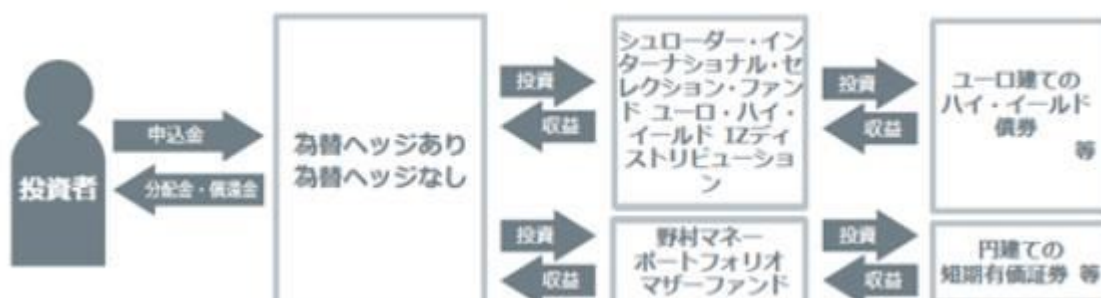 投資者
申込金
分配金・償還金
為替ヘッジあり
為替ヘッジなし
投資
収益
シュローダー・イン
ターナショナル・セ
レクション・ファン
ド ユーロ・ハイ・
イールド IZディ
ストリビューショ
ン
投資
収益
ユーロ建ての
ハイ・イールド
債券
等
投資
収益
野村マネー
ポートフォリオ
マザーファンド
投資
収益
円建ての
短期有価証券 等